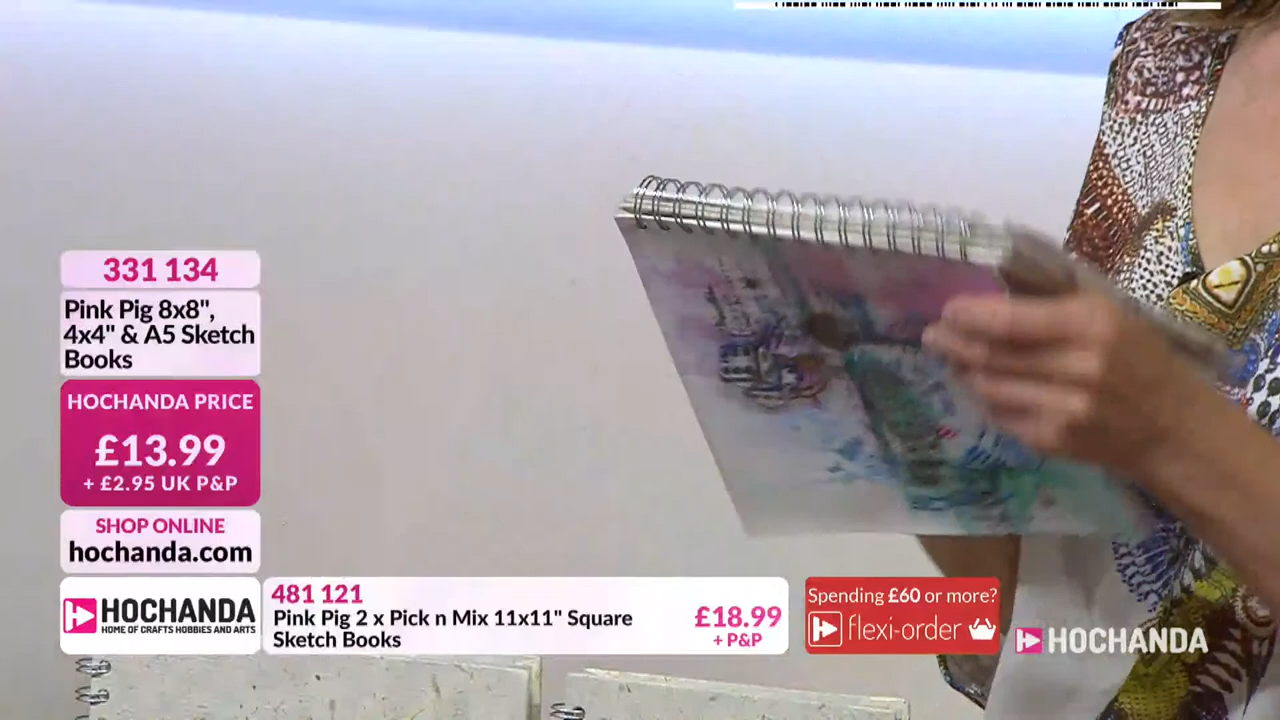 331 134
Pink Pig 8x8",
4x4" & A5 Sketch
Books
HOCHANDA PRICE
£13.99
+ £2.95 UK P&P
SHOP ONLINE
hochanda.com
HOCHANDA
HOME OF CRAFTS HOBBIES AND ARTS
481 121
Pink Pig 2 x Pick n Mix 11x11" Square
Sketch Books
£18.99
+ P&P
Spending £60 or more?
flexi-order
HOCHANDA